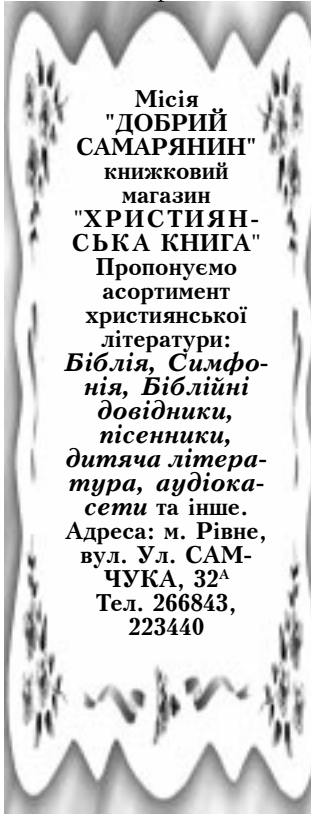 Місія
"ДОБРИЙ
САМАРЯНИН"
книжковий
магазин
"ХРИСТИЯН-
СЬКА КНИГА"
Пропонуємо
асортимент
християнської
літератури:
Біблія, Симфо-
нія, Біблійні
довідники,
пісенники,
дитяча літера-
тура, аудіока-
сети та інше.
Адреса: м. Рівне,
вул. Ул. САМ-
ЧУКА, 32ᴬ
Тел. 266843,
223440